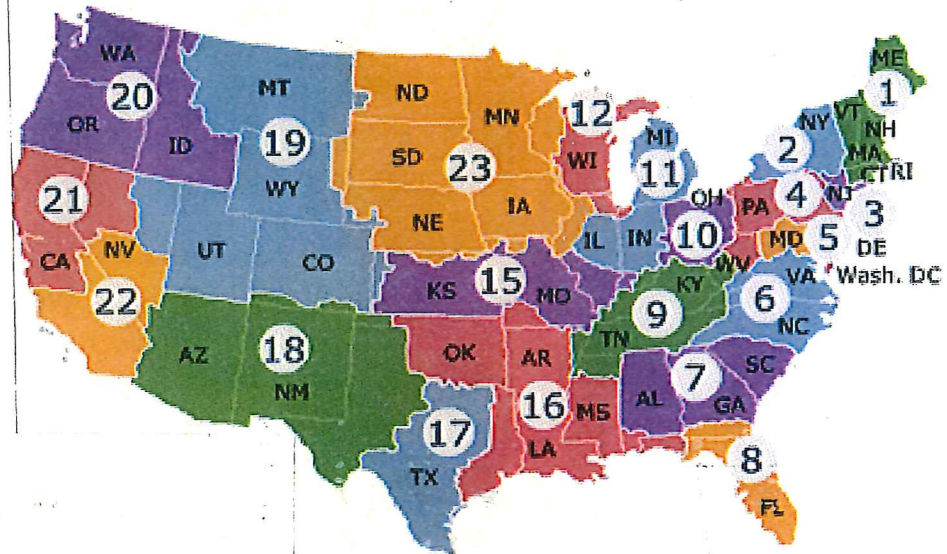 WA
20
OR
ID
MT
19
WY
ND
MN
SD
23
NE
IA
12
WI
MI
11
ME
1
VT
NY
NH
2
MA
CT
RI
21
NV
CA
22
UT
CO
KS
15
MO
IL
IN
OH
10
PA
4
NJ
3
MD
5
DE
Wash. DC
WV
VA
6
NC
KY
9
TN
AZ
18
NM
OK
AR
16
MS
LA
17
TX
7
SC
AL
GA
8
FL